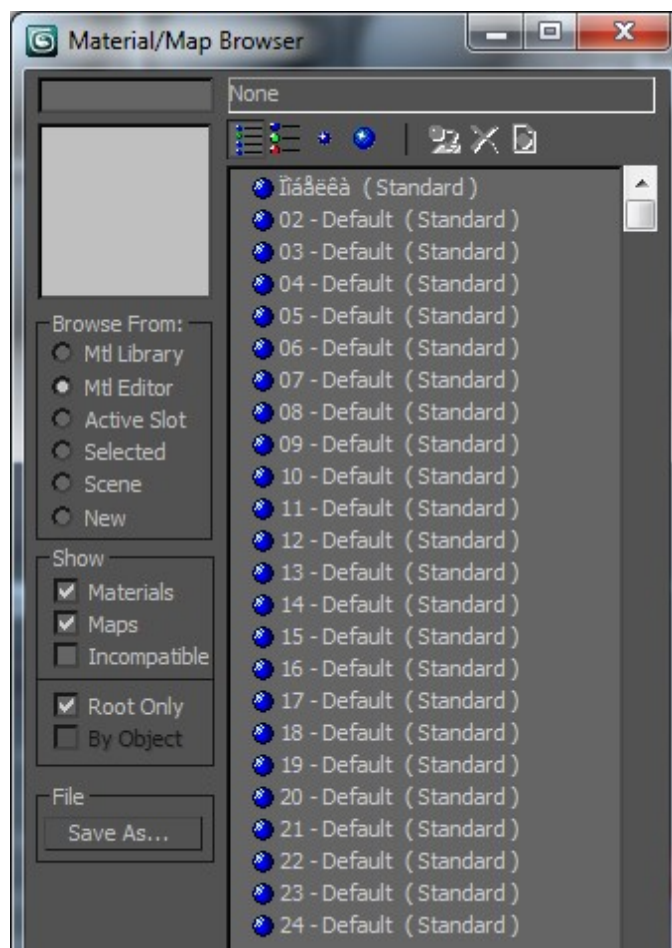 Material/Map Browser
None
Ïîáåëêà ( Standard )
02 - Default ( Standard )
03 - Default ( Standard )
04 - Default ( Standard )
05 - Default ( Standard )
06 - Default ( Standard )
07 - Default ( Standard )
08 - Default ( Standard )
09 - Default ( Standard )
10 - Default ( Standard )
11 - Default ( Standard )
12 - Default ( Standard )
13 - Default ( Standard )
14 - Default ( Standard )
15 - Default ( Standard )
16 - Default ( Standard )
17 - Default ( Standard )
18 - Default ( Standard )
19 - Default ( Standard )
20 - Default ( Standard )
21 - Default ( Standard )
22 - Default ( Standard )
23 - Default ( Standard )
24 - Default ( Standard )
Browse From:
Mtl Library
Mtl Editor
Active Slot
Selected
Scene
New
Show
Materials
Maps
Incompatible
Root Only
By Object
File
Save As...